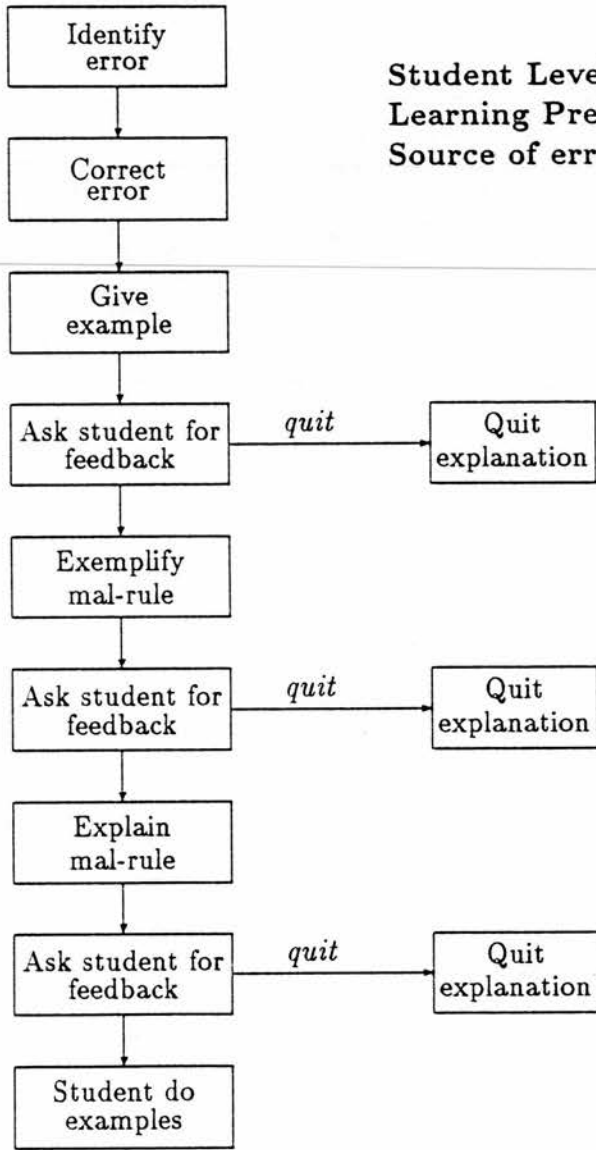 Identify
error
Student Leve
Learning Pre
Source of err
Correct
error
Give
example
Ask student for
feedback
quit
Quit
explanation
Exemplify
mal-rule
Ask student for
feedback
quit
Quit
explanation
Explain
mal-rule
Ask student for
feedback
quit
Quit
explanation
Student do
examples